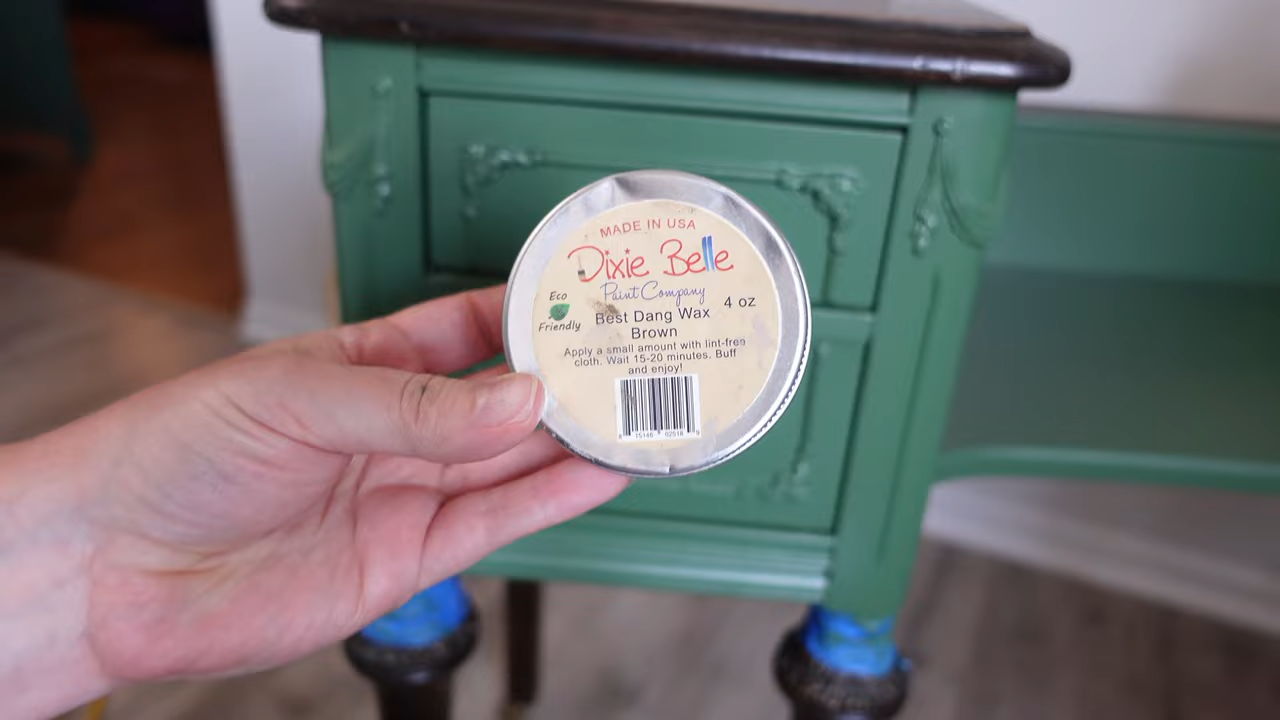 MADE IN USA
Dixie Belle
Paint Company
Eco
Friendly
4 oz
Best Dang Wax
Brown
Apply a small amount with lint-free
cloth. Wait 15-20 minutes. Buff
and enjoy!